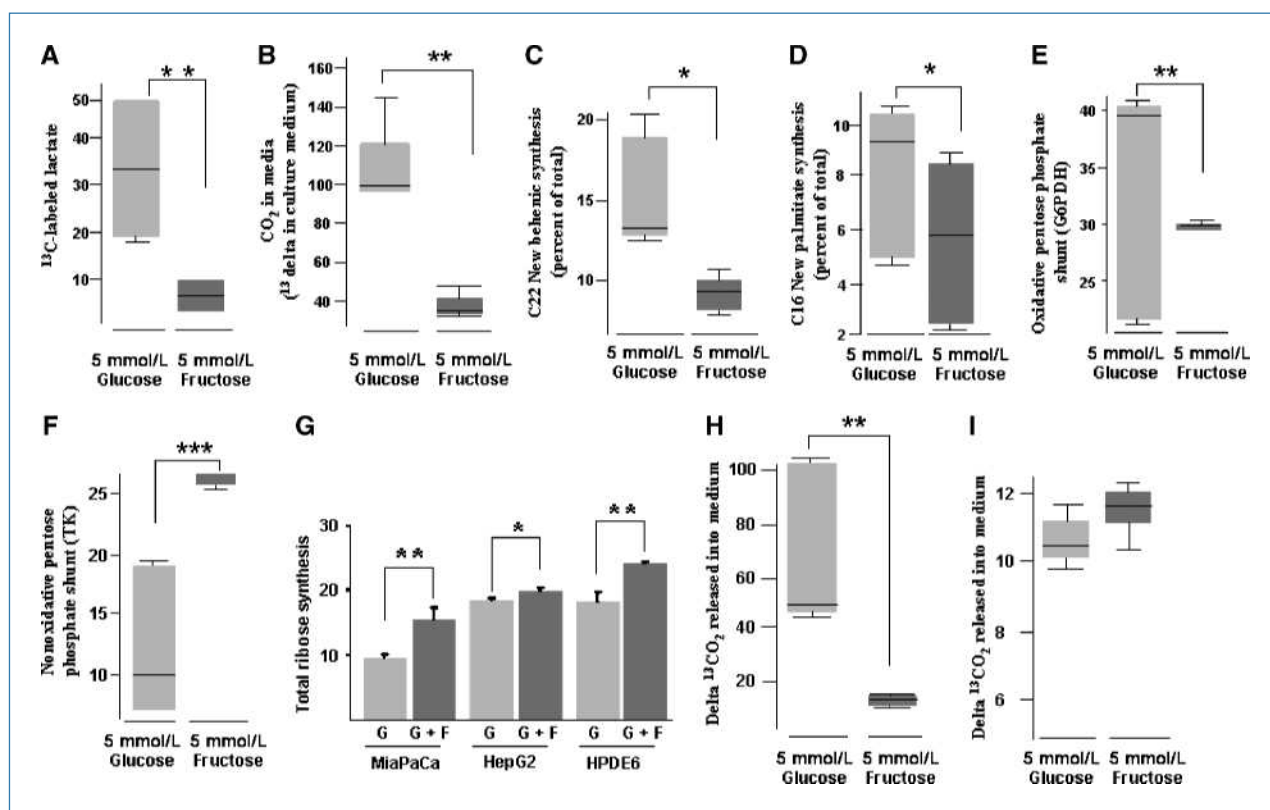 A
**
50
40
30
20
10
¹³C-labeled lactate
5 mmol/L
Glucose
5 mmol/L
Fructose
B
**
160
140
120
100
80
60
40
CO₂ in media
(¹³ delta in culture medium)
5 mmol/L
Glucose
5 mmol/L
Fructose
C
*
20
15
10
C22 New behenic synthesis
(percent of total)
5 mmol/L
Glucose
5 mmol/L
Fructose
D
*
10
8
6
4
2
C16 New palmitate synthesis
(percent of total)
5 mmol/L
Glucose
5 mmol/L
Fructose
E
**
40
35
30
25
Oxidative pentose phosphate
shunt (G6PDH)
5 mmol/L
Glucose
5 mmol/L
Fructose
F
***
25
20
15
10
Nonoxidative pentose
phosphate shunt (TK)
5 mmol/L
Glucose
5 mmol/L
Fructose
G
30
20
10
Total ribose synthesis
**
*
**
G G + F G G + F G G + F
MiaPaCa HepG2 HPDE6
H
**
100
80
60
40
20
Delta ¹³CO₂ released into medium
5 mmol/L
Glucose
5 mmol/L
Fructose
I
12
10
8
6
Delta ¹³CO₂ released into medium
5 mmol/L
Glucose
5 mmol/L
Fructose